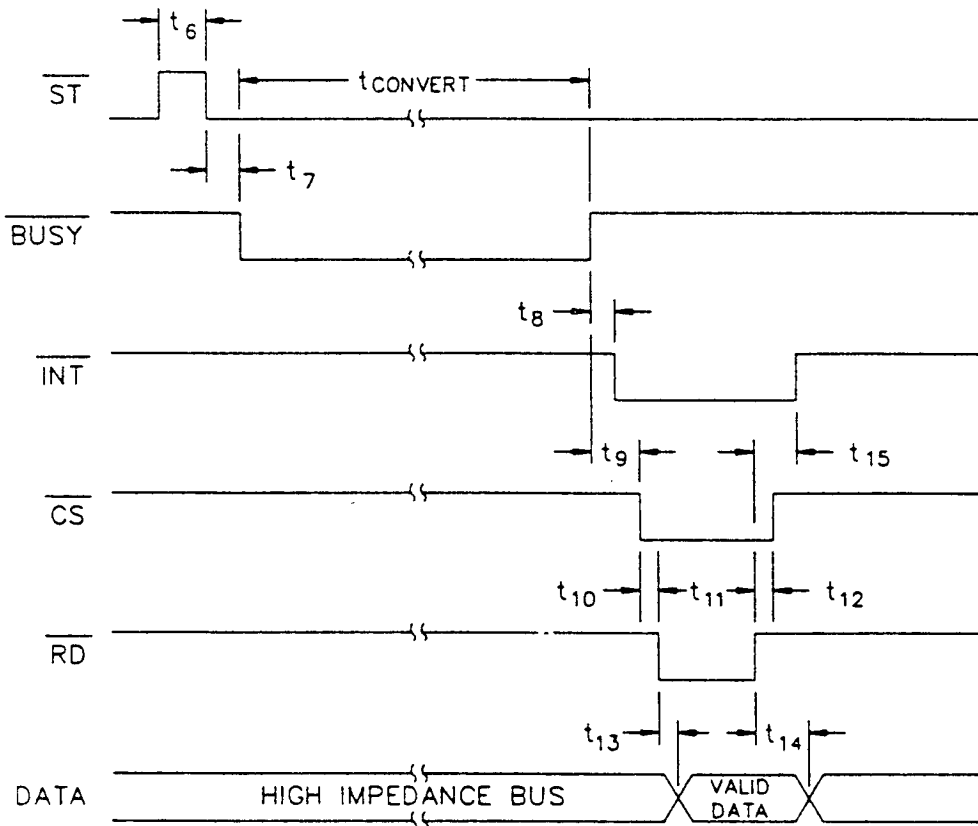 t6
ST
tCONVERT
t7
BUSY
t8
INT
t9
t15
CS
t10
t11
t12
RD
t13
t14
DATA
HIGH IMPEDANCE BUS
VALID
DATA